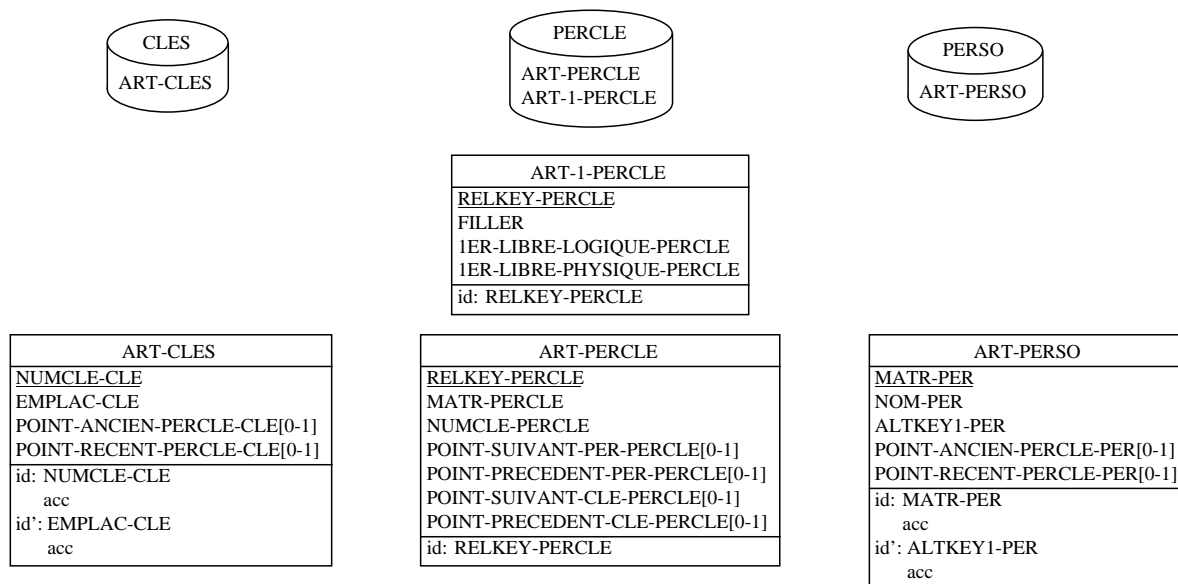 CLES
ART-CLES
PERCLE
ART-PERCLE
ART-1-PERCLE
PERSO
ART-PERSO
ART-1-PERCLE
RELKEY-PERCLE
FILLER
1ER-LIBRE-LOGIQUE-PERCLE
1ER-LIBRE-PHYSIQUE-PERCLE
id: RELKEY-PERCLE
ART-CLES
NUMCLE-CLE
EMPLAC-CLE
POINT-ANCIEN-PERCLE-CLE[0-1]
POINT-RECENT-PERCLE-CLE[0-1]
id: NUMCLE-CLE
acc
id': EMPLAC-CLE
acc
ART-PERCLE
RELKEY-PERCLE
MATR-PERCLE
NUMCLE-PERCLE
POINT-SUIVANT-PER-PERCLE[0-1]
POINT-PRECEDENT-PER-PERCLE[0-1]
POINT-SUIVANT-CLE-PERCLE[0-1]
POINT-PRECEDENT-CLE-PERCLE[0-1]
id: RELKEY-PERCLE
ART-PERSO
MATR-PER
NOM-PER
ALTKEY1-PER
POINT-ANCIEN-PERCLE-PER[0-1]
POINT-RECENT-PERCLE-PER[0-1]
id: MATR-PER
acc
id': ALTKEY1-PER
acc